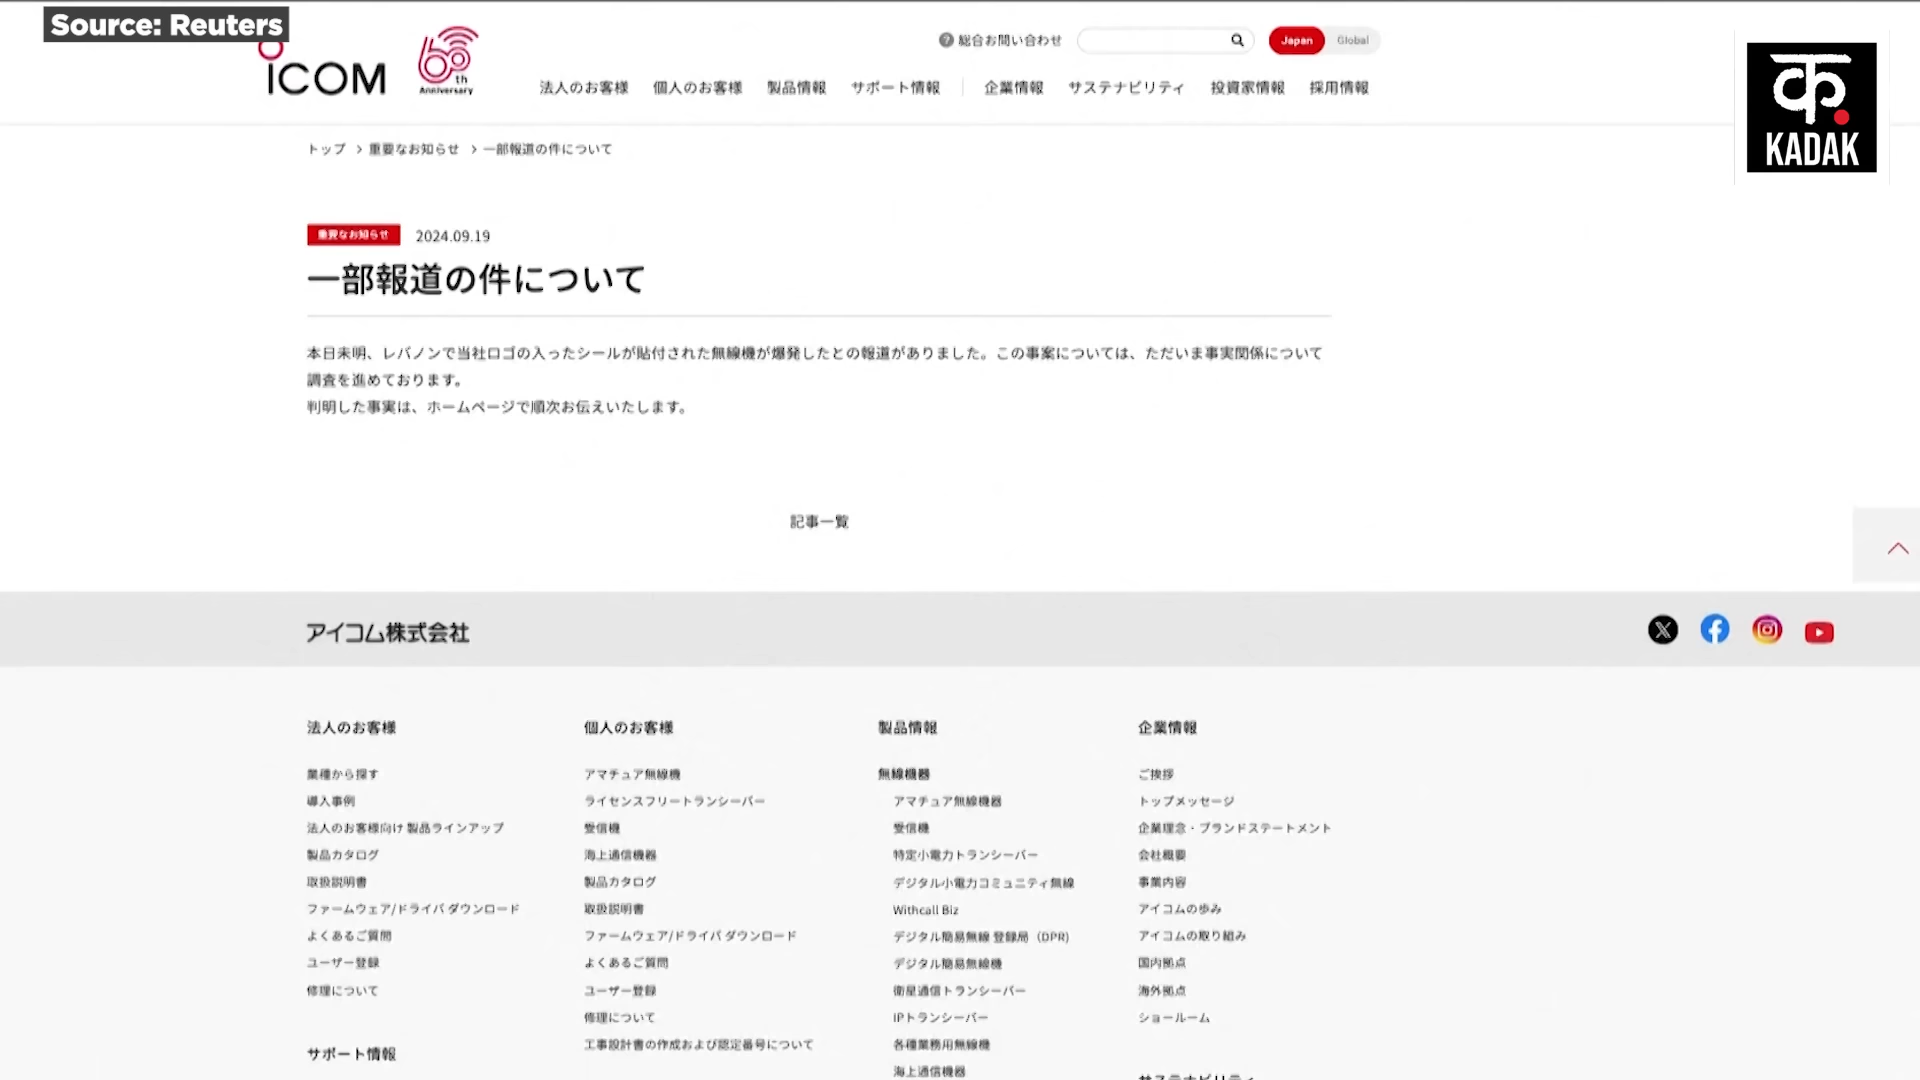 Source: Reuters
ICOM
60th Anniversary
総合お問い合わせ
Japan
Global
法人のお客様
個人のお客様
製品情報
サポート情報
企業情報
サステナビリティ
投資家情報
採用情報
क.
KADAK
トップ > 重要なお知らせ > 一部報道の件について
重要なお知らせ
2024.09.19
一部報道の件について
本日未明、レバノンで当社ロゴの入ったシールが貼付された無線機が爆発したとの報道がありました。この事案については、ただいま事実関係について
調査を進めております。
判明した事実は、ホームページで順次お伝えいたします。
記事一覧
アイコム株式会社
法人のお客様
業種から探す
導入事例
法人のお客様向け 製品ラインアップ
製品カタログ
取扱説明書
ファームウェア/ドライバ ダウンロード
よくあるご質問
ユーザー登録
修理について
サポート情報
個人のお客様
アマチュア無線機
ライセンスフリートランシーバー
受信機
海上通信機器
製品カタログ
取扱説明書
ファームウェア/ドライバ ダウンロード
よくあるご質問
ユーザー登録
修理について
工事設計書の作成および認定番号について
製品情報
無線機器
アマチュア無線機器
受信機
特定小電力トランシーバー
デジタル小電力コミュニティ無線
Withcall Biz
デジタル簡易無線 登録局（DPR)
デジタル簡易無線機
衛星通信トランシーバー
IPトランシーバー
各種業務用無線機
海上通信機器
企業情報
ご挨拶
トップメッセージ
企業理念・ブランドステートメント
会社概要
事業内容
アイコムの歩み
アイコムの取り組み
国内拠点
海外拠点
ショールーム
サステナビリティ